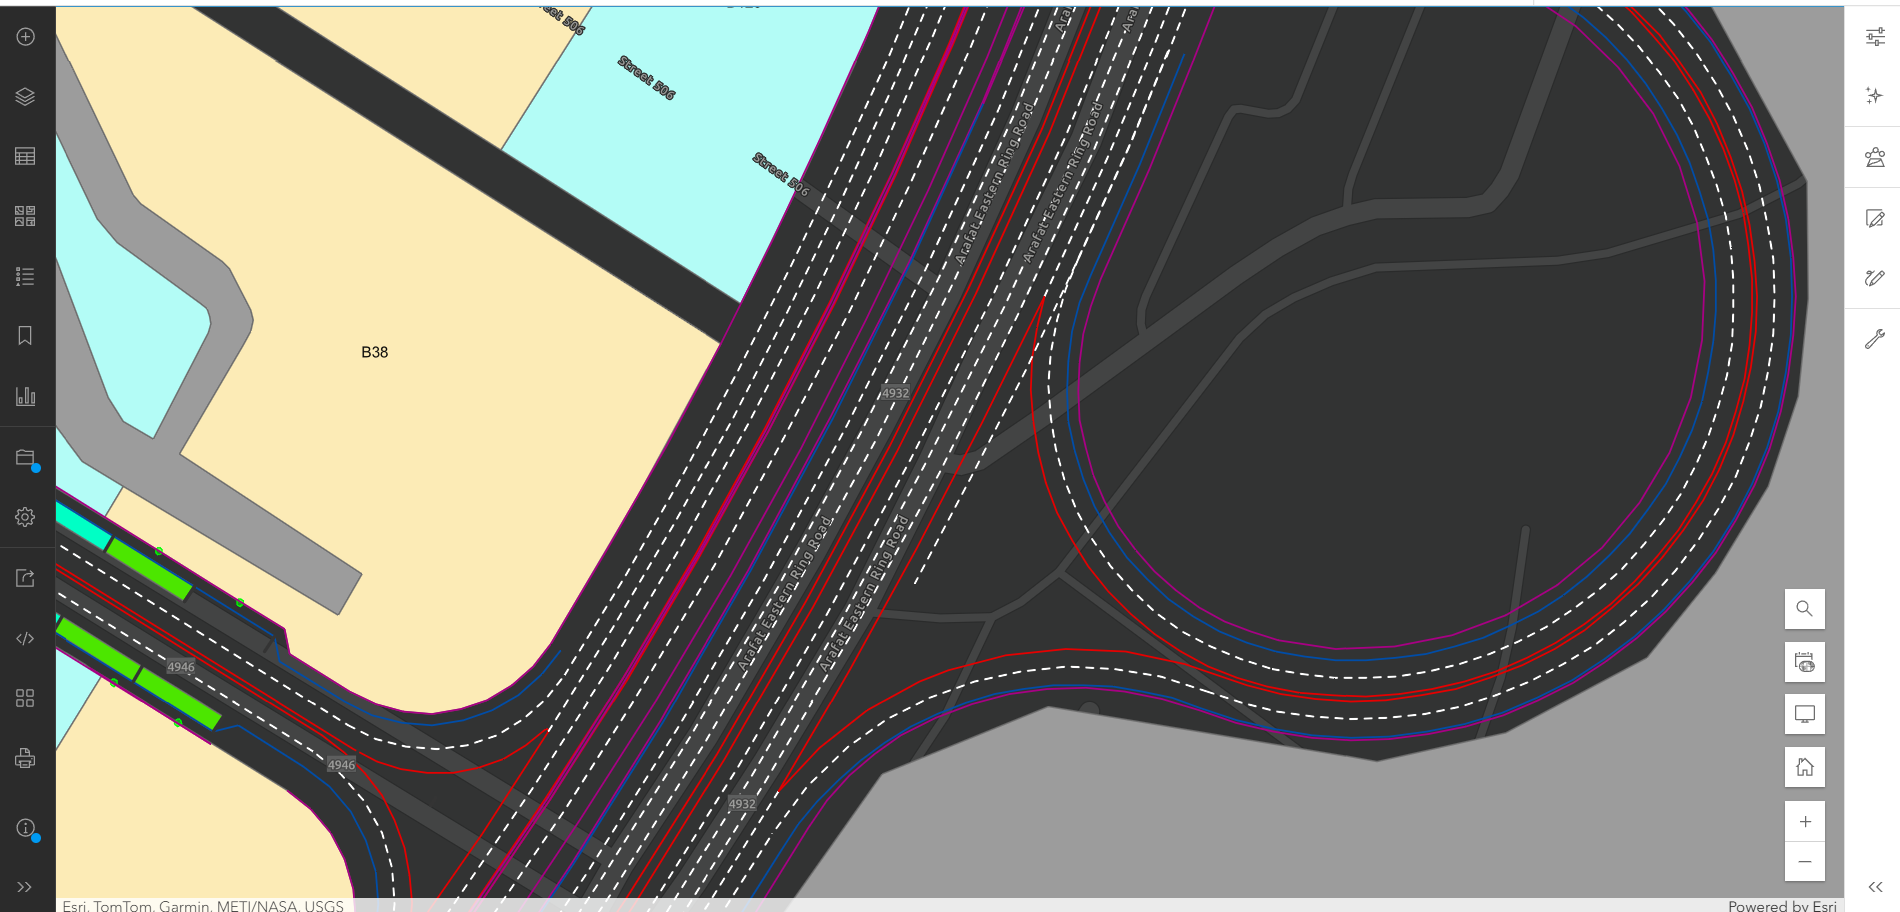 Street 506
Street 506
Arafat Eastern Ring Road
Arafat Eastern Ring Road
B38
4932
Arafat Eastern Ring Road
Arafat Eastern Ring Road
4946
4946
4932
Esri, TomTom, Garmin, METI/NASA, USGS
Powered by Esri